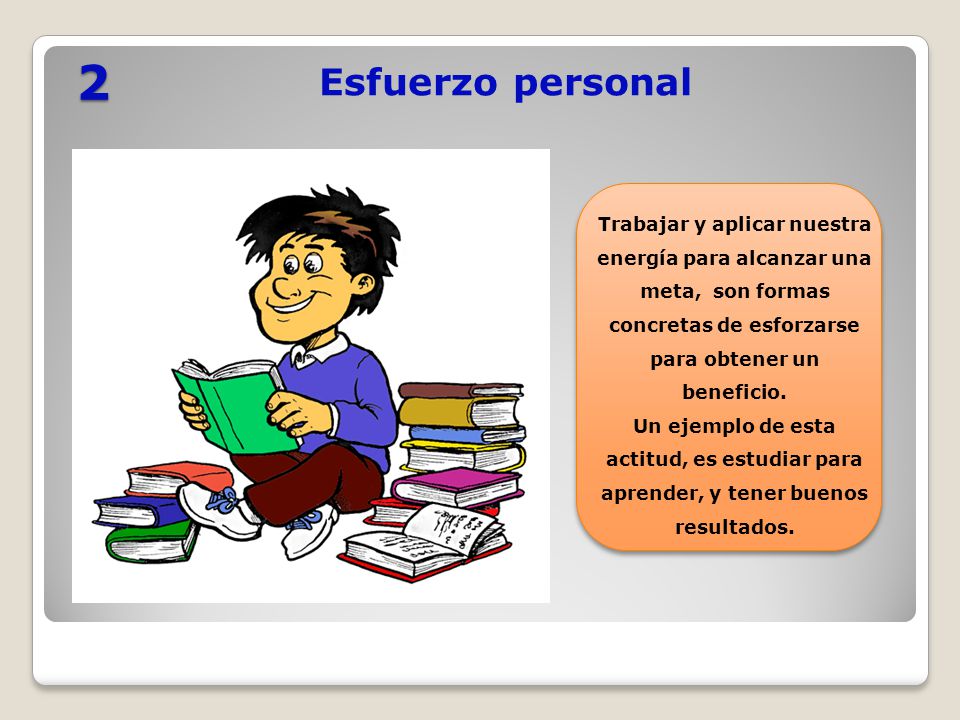 2
Esfuerzo personal
Trabajar y aplicar nuestra
energía para alcanzar una
meta, son formas
concretas de esforzarse
para obtener un
beneficio.
Un ejemplo de esta
actitud, es estudiar para
aprender, y tener buenos
resultados.